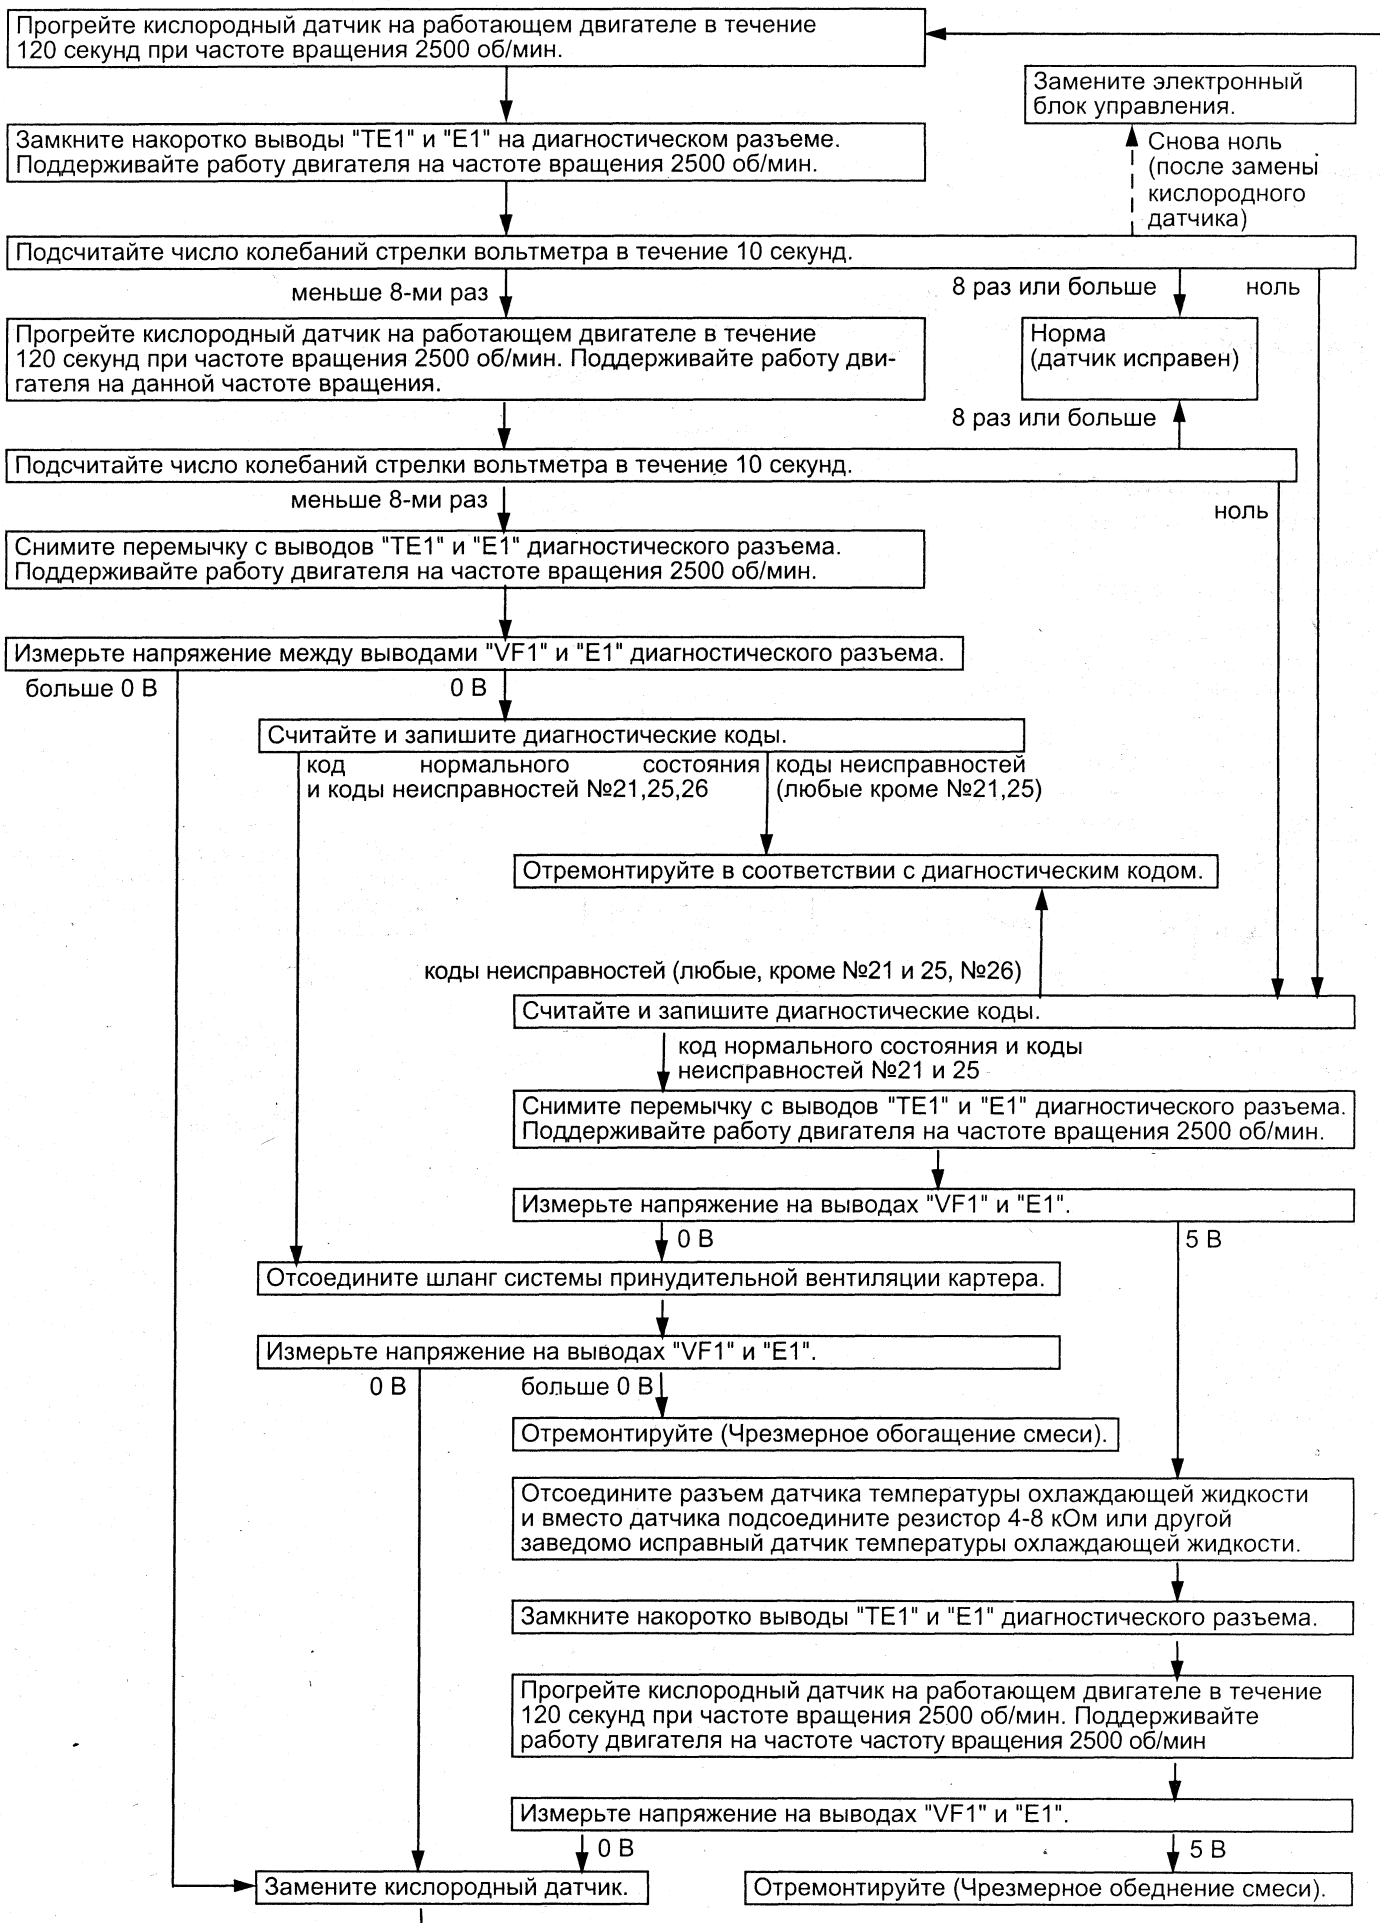 Прогрейте кислородный датчик на работающем двигателе в течение
120 секунд при частоте вращения 2500 об/мин.
Замените электронный
блок управления.
Замкните накоротко выводы "TE1" и "E1" на диагностическом разъеме.
Поддерживайте работу двигателя на частоте вращения 2500 об/мин.
Снова ноль
(после замены
кислородного
датчика)
Подсчитайте число колебаний стрелки вольтметра в течение 10 секунд.
меньше 8-ми раз
8 раз или больше
ноль
Прогрейте кислородный датчик на работающем двигателе в течение
120 секунд при частоте вращения 2500 об/мин. Поддерживайте работу дви-
гателя на данной частоте вращения.
Норма
(датчик исправен)
8 раз или больше
Подсчитайте число колебаний стрелки вольтметра в течение 10 секунд.
меньше 8-ми раз
ноль
Снимите перемычку с выводов "TE1" и "E1" диагностического разъема.
Поддерживайте работу двигателя на частоте вращения 2500 об/мин.
Измерьте напряжение между выводами "VF1" и "E1" диагностического разъема.
больше 0 В
0 В
Считайте и запишите диагностические коды.
код нормального состояния
и коды неисправностей №21,25,26
коды неисправностей
(любые кроме №21,25)
Отремонтируйте в соответствии с диагностическим кодом.
коды неисправностей (любые, кроме №21 и 25, №26)
Считайте и запишите диагностические коды.
код нормального состояния и коды
неисправностей №21 и 25
Снимите перемычку с выводов "TE1" и "E1" диагностического разъема.
Поддерживайте работу двигателя на частоте вращения 2500 об/мин.
Измерьте напряжение на выводах "VF1" и "E1".
0 В
5 В
Отсоедините шланг системы принудительной вентиляции картера.
Измерьте напряжение на выводах "VF1" и "E1".
0 В
больше 0 В
Отремонтируйте (Чрезмерное обогащение смеси).
Отсоедините разъем датчика температуры охлаждающей жидкости
и вместо датчика подсоедините резистор 4-8 кОм или другой
заведомо исправный датчик температуры охлаждающей жидкости.
Замкните накоротко выводы "TE1" и "E1" диагностического разъема.
Прогрейте кислородный датчик на работающем двигателе в течение
120 секунд при частоте вращения 2500 об/мин. Поддерживайте
работу двигателя на частоте частоту вращения 2500 об/мин
Измерьте напряжение на выводах "VF1" и "E1".
0 В
5 В
Замените кислородный датчик.
Отремонтируйте (Чрезмерное обеднение смеси).